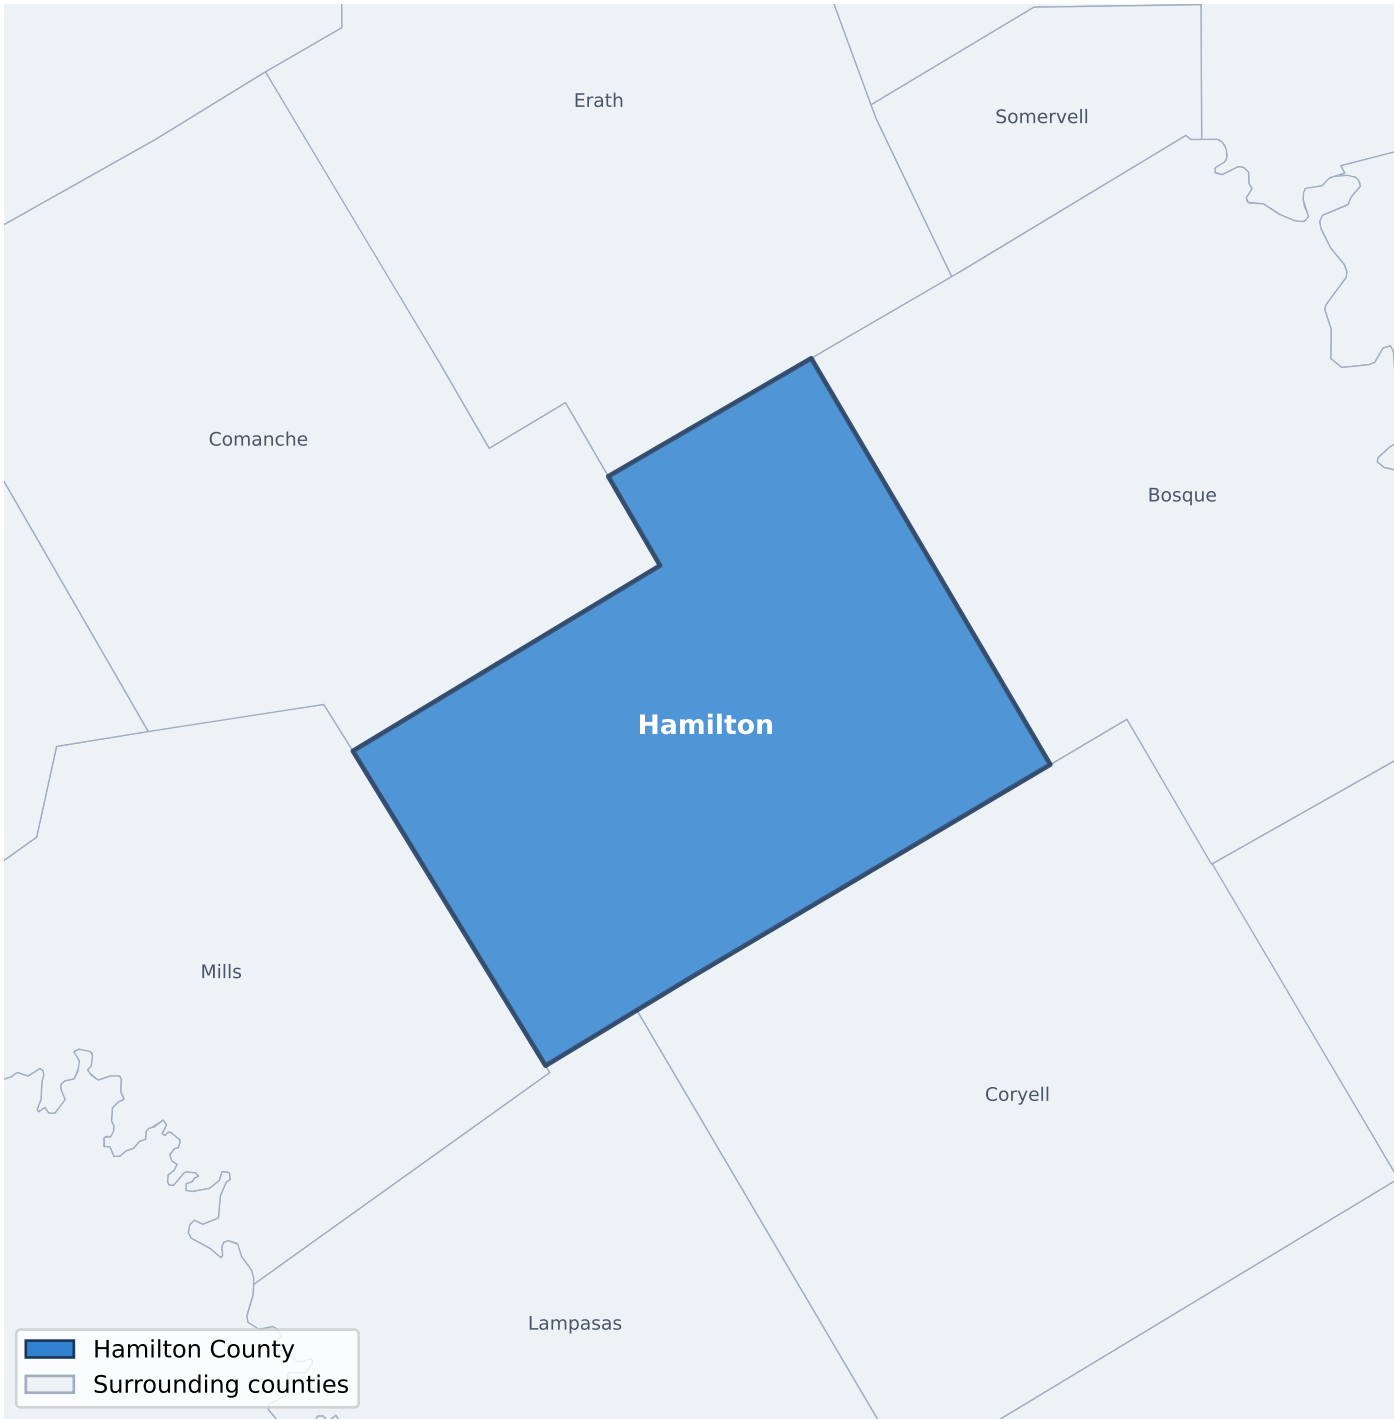 Erath
Somervell
Comanche
Bosque
Hamilton
Mills
Coryell
Lampasas
Hamilton County
Surrounding counties